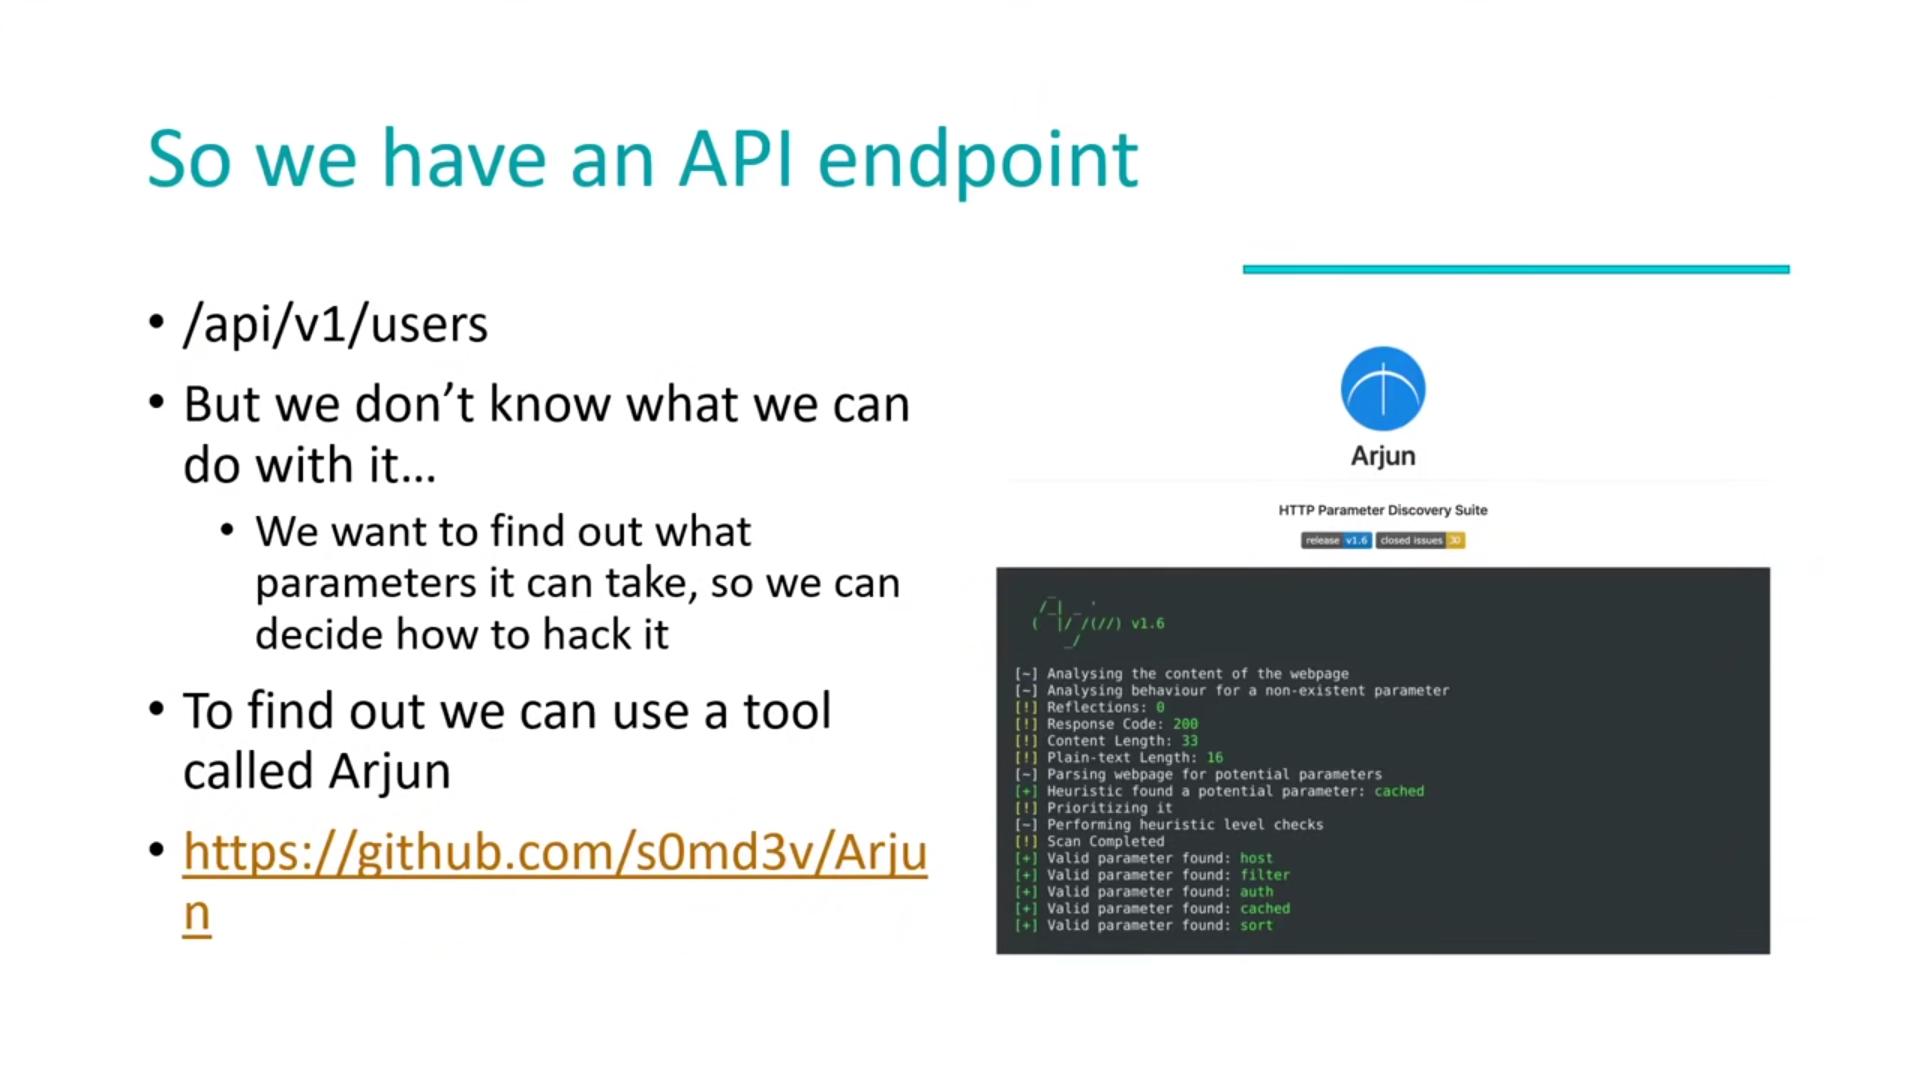 So we have an API endpoint
• /api/v1/users
• But we don’t know what we can
do with it…
• We want to find out what
parameters it can take, so we can
decide how to hack it
• To find out we can use a tool
called Arjun
• https://github.com/s0md3v/Arju
n
Arjun
HTTP Parameter Discovery Suite
release v1.6 closed issues 30
v1.6
[~] Analysing the content of the webpage
[~] Analysing behaviour for a non-existent parameter
[!] Reflections: 0
[!] Response Code: 200
[!] Content Length: 33
[!] Plain-text Length: 16
[~] Parsing webpage for potential parameters
[+] Heuristic found a potential parameter: cached
[!] Prioritizing it
[~] Performing heuristic level checks
[!] Scan Completed
[+] Valid parameter found: host
[+] Valid parameter found: filter
[+] Valid parameter found: auth
[+] Valid parameter found: cached
[+] Valid parameter found: sort